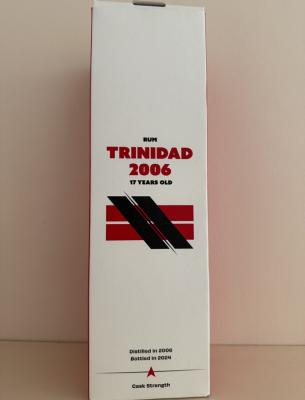 RUM
TRINIDAD
2006
17 YEARS OLD
Distilled in 2006
Bottled in 2024
Cask Strength